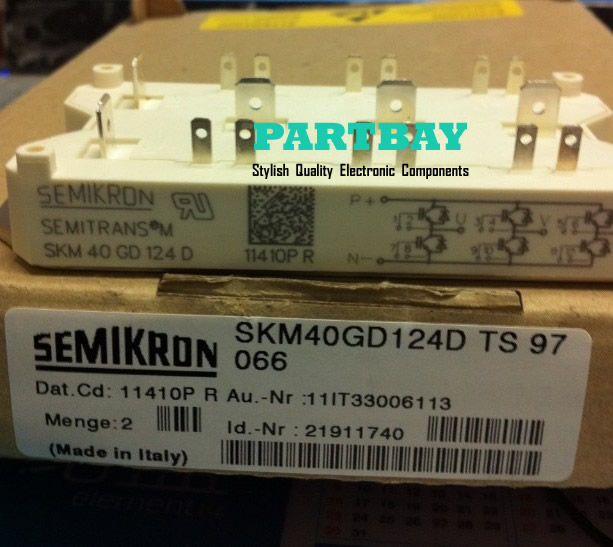 PARTBAY
Stylish Quality Electronic Components
SEMIKRON
SEMITRANS®M
SKM 40 GD 124 D
11410P R
P+
U
V
N-
SEMIKRON
SKM40GD124D TS 97
066
Dat.Cd: 11410P R Au.-Nr :11IT33006113
Menge: 2
Id.-Nr : 21911740
(Made in Italy)